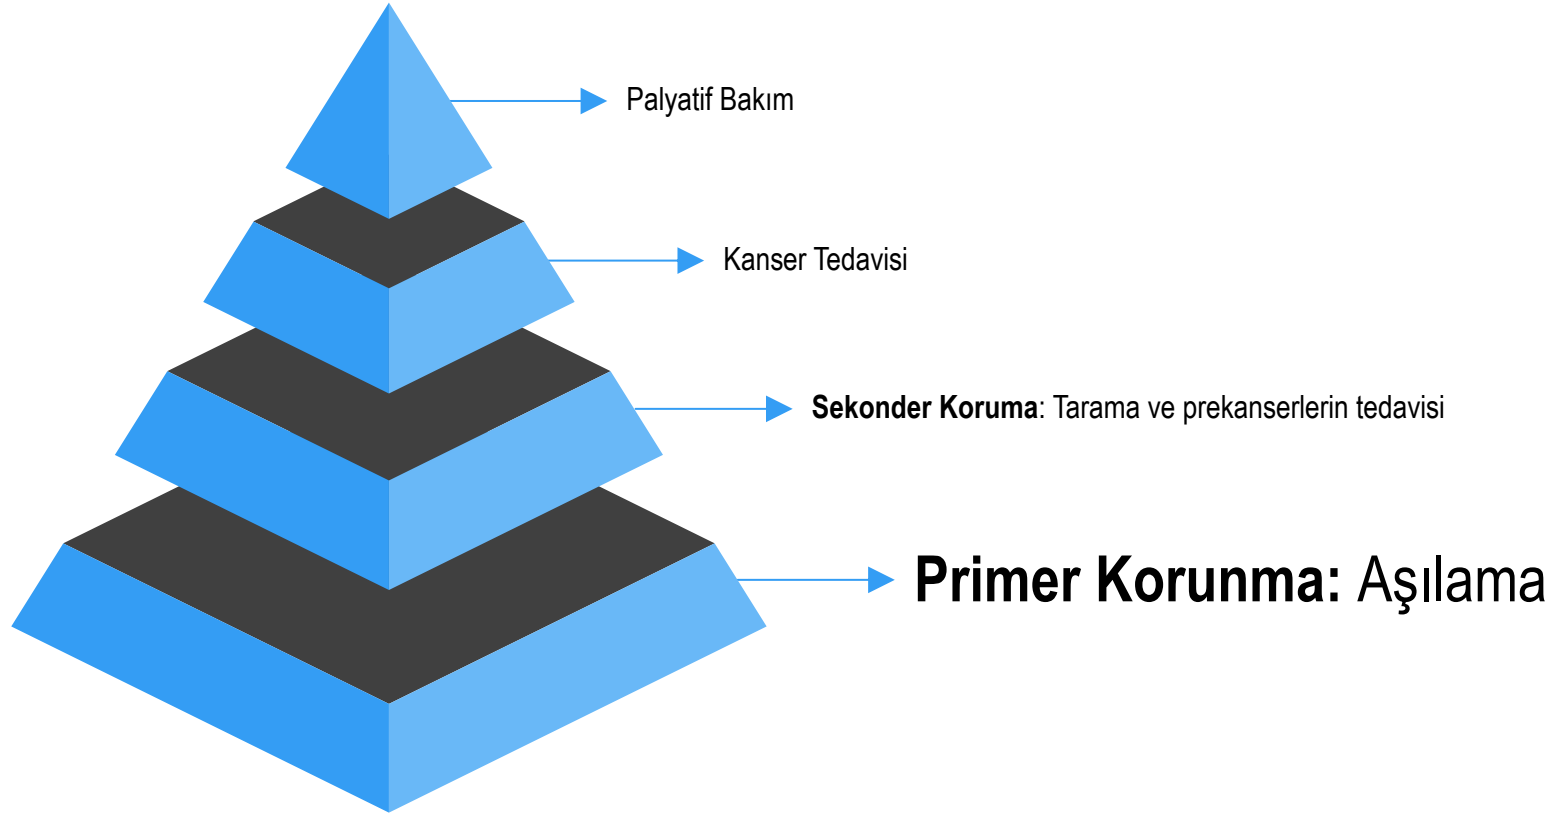 Palyatif Bakım
Kanser Tedavisi
Sekonder Koruma: Tarama ve prekanserlerin tedavisi
Primer Korunma: Aşılama